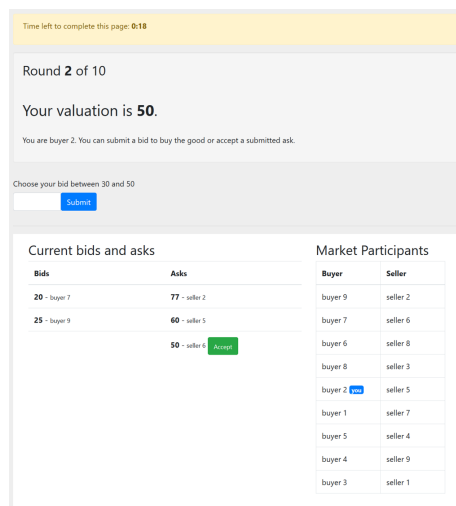 Time left to complete this page: 0:18
Round 2 of 10
Your valuation is 50.
You are buyer 2. You can submit a bid to buy the good or accept a submitted ask.
Choose your bid between 30 and 50
Submit
Current bids and asks
Bids Asks
20 - buyer 7 77 - seller 2
25 - buyer 9 60 - seller 5
50 - seller 6 Accept
Market Participants
Buyer Seller
buyer 9 seller 2
buyer 7 seller 6
buyer 6 seller 8
buyer 8 seller 3
buyer 2 you seller 5
buyer 1 seller 7
buyer 5 seller 4
buyer 4 seller 9
buyer 3 seller 1